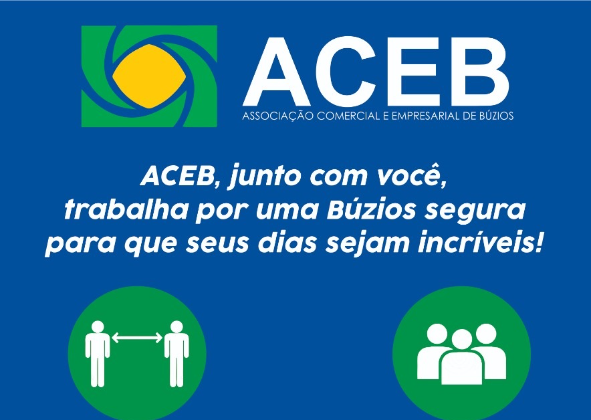 ACEB
ASSOCIAÇÃO COMERCIAL E EMPRESARIAL DE BÚZIOS
ACEB, junto com você,
trabalha por uma Búzios segura
para que seus dias sejam incríveis!